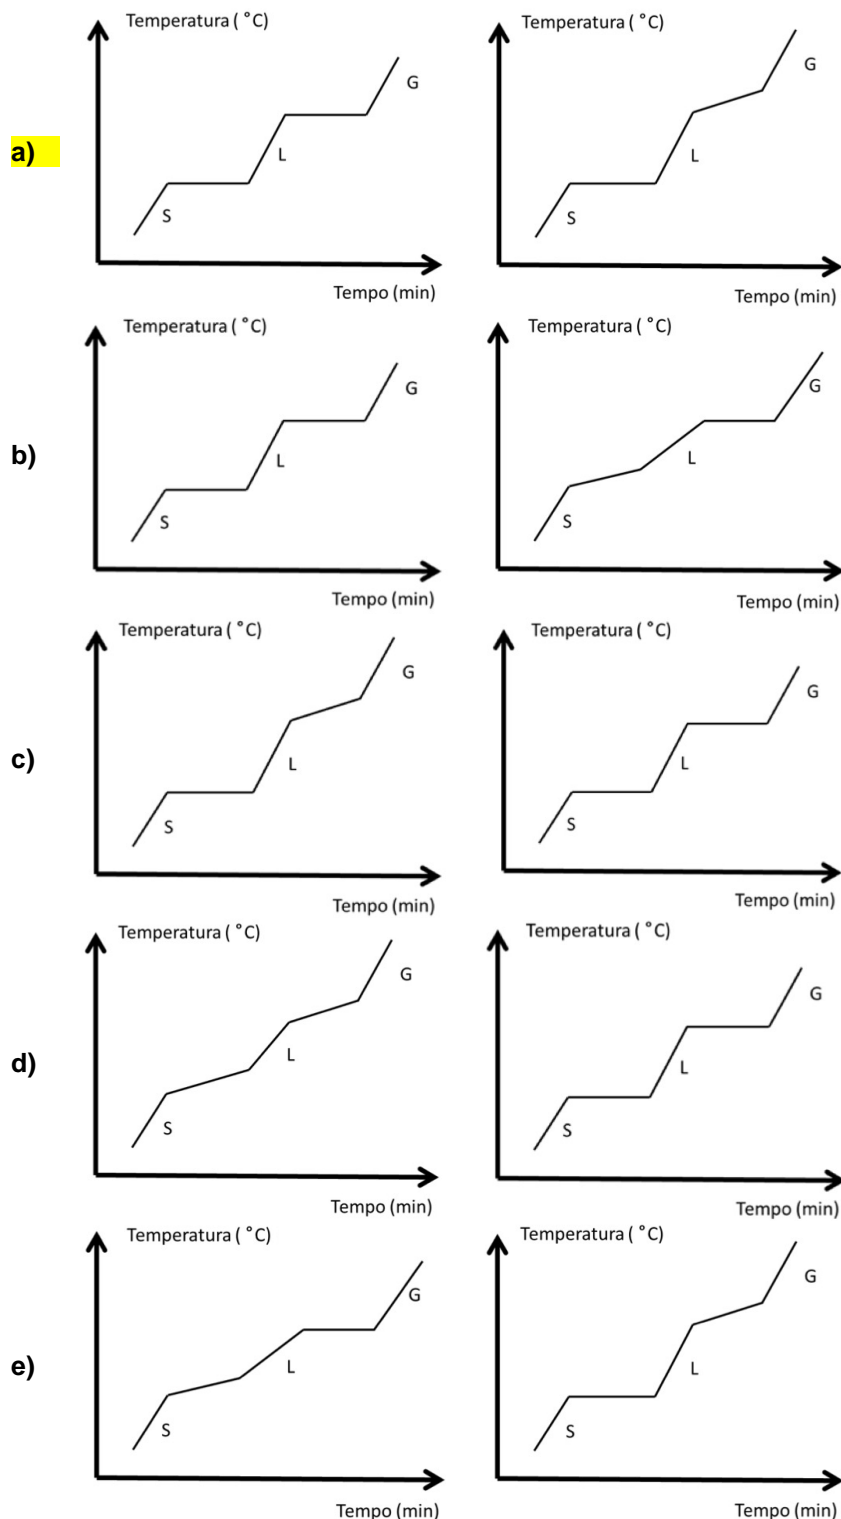 Temperatura ( °C)
Temperatura ( °C)
G
G
a)
L
L
S
S
Tempo (min)
Tempo (min)
Temperatura ( °C)
Temperatura ( °C)
G
G
b)
L
L
S
S
Tempo (min)
Tempo (min)
Temperatura ( °C)
Temperatura ( °C)
G
G
c)
L
L
S
S
Tempo (min)
Tempo (min)
Temperatura ( °C)
Temperatura ( °C)
G
G
d)
L
L
S
S
Tempo (min)
Tempo (min)
Temperatura ( °C)
Temperatura ( °C)
G
G
e)
L
L
S
S
Tempo (min)
Tempo (min)